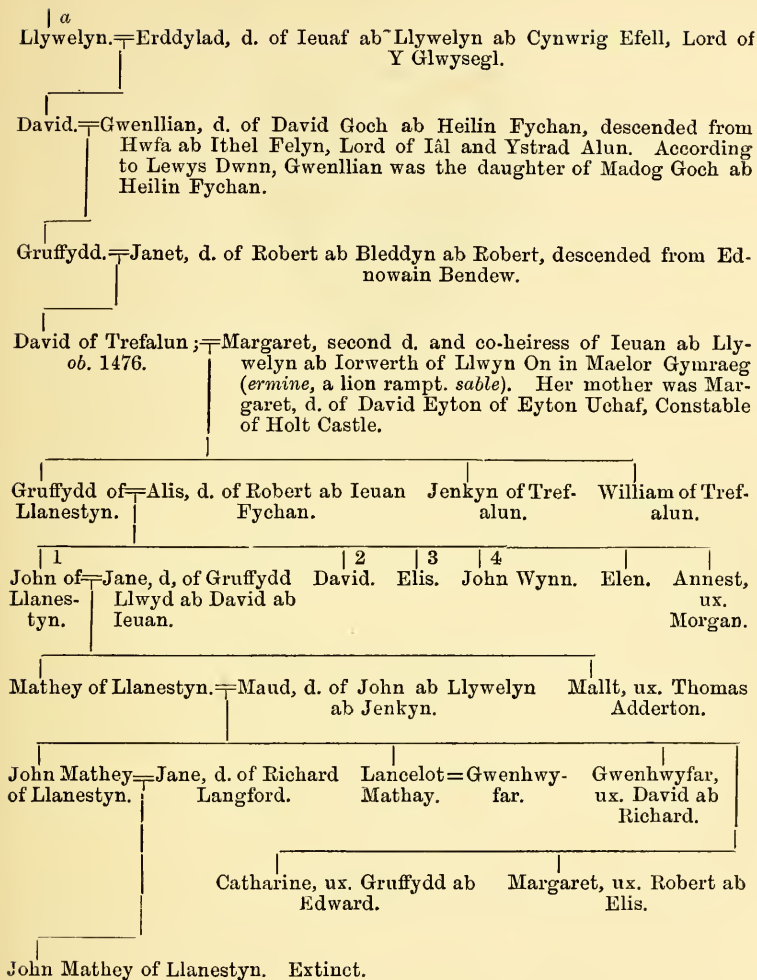 a
Llywelyn.=Erddylad, d. of Ieuaf ab Llywelyn ab Cynwrig Efell, Lord of
Y Glwysegl.
David.=Gwenllian, d. of David Goch ab Heilin Fychan, descended from
Hwfa ab Ithel Felyn, Lord of Iâl and Ystrad Alun. According
to Lewys Dwnn, Gwenllian was the daughter of Madog Goch ab
Heilin Fychan.
Gruffydd.=Janet, d. of Robert ab Bleddyn ab Robert, descended from Ed-
nowain Bendew.
David of Trefalun;=Margaret, second d. and co-heiress of Ieuan ab Lly-
ob. 1476. welyn ab Iorwerth of Llwyn On in Maelor Gymraeg
(ermine, a lion rampt. sable). Her mother was Mar-
garet, d. of David Eyton of Eyton Uchaf, Constable
of Holt Castle.
Gruffydd of=Alis, d. of Robert ab Ieuan Jenkyn of Tref- William of Tref-
Llanestyn. Fychan. alun. alun.
1 2 3 4
John of=Jane, d, of Gruffydd David. Elis. John Wynn. Elen. Annest,
Llanes- Llwyd ab David ab ux.
tyn. Ieuan. Morgan.
Mathey of Llanestyn.=Maud, d. of John ab Llywelyn Mallt, ux. Thomas
ab Jenkyn. Adderton.
John Mathey=Jane, d. of Richard Lancelot=Gwenhwy- Gwenhwyfar,
of Llanestyn. Langford. Mathay. far. ux. David ab
Richard.
Catharine, ux. Gruffydd ab Margaret, ux. Robert ab
Edward. Elis.
John Mathey of Llanestyn. Extinct.